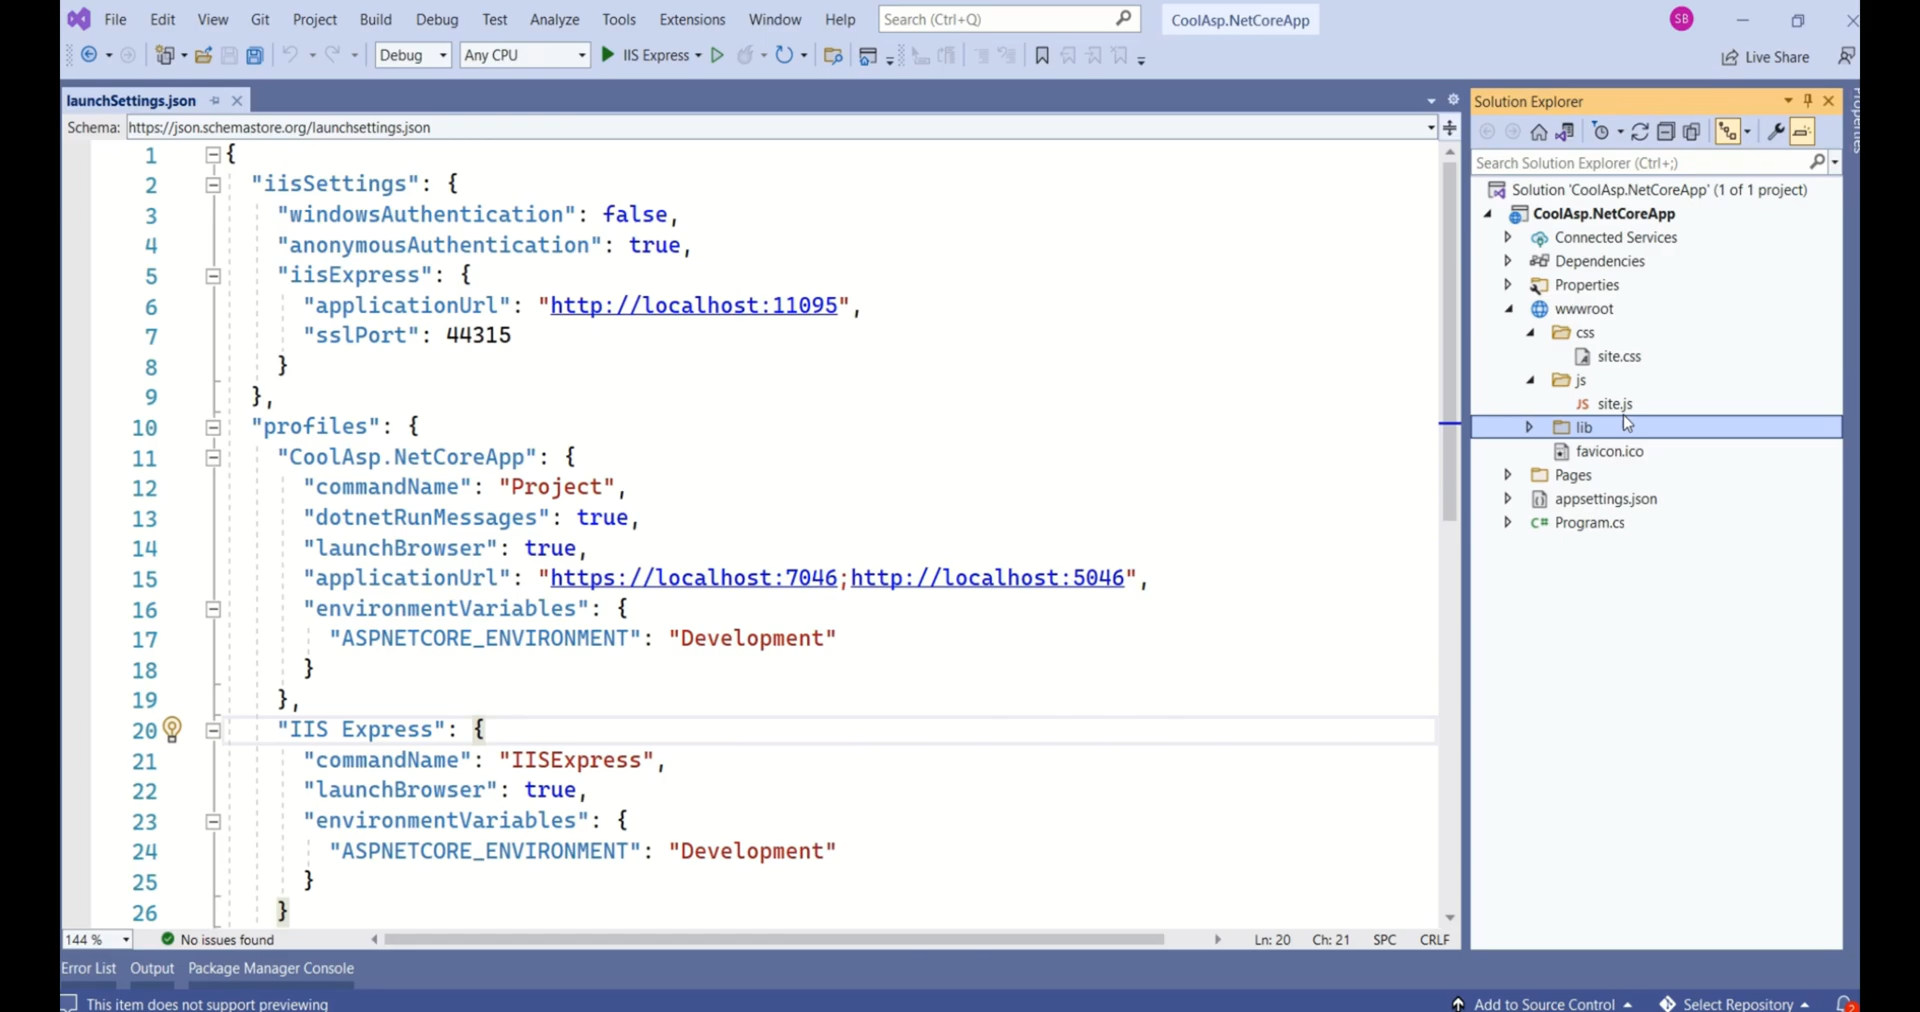 File Edit View Git Project Build Debug Test Analyze Tools Extensions Window Help Search (Ctrl+Q) CoolAsp.NetCoreApp SB
Debug Any CPU IIS Express Live Share
launchSettings.json
Schema: https://json.schemastore.org/launchsettings.json
1 {
2 "iisSettings": {
3 "windowsAuthentication": false,
4 "anonymousAuthentication": true,
5 "iisExpress": {
6 "applicationUrl": "http://localhost:11095",
7 "sslPort": 44315
8 }
9 },
10 "profiles": {
11 "CoolAsp.NetCoreApp": {
12 "commandName": "Project",
13 "dotnetRunMessages": true,
14 "launchBrowser": true,
15 "applicationUrl": "https://localhost:7046;http://localhost:5046",
16 "environmentVariables": {
17 "ASPNETCORE_ENVIRONMENT": "Development"
18 }
19 },
20 "IIS Express": {
21 "commandName": "IISExpress",
22 "launchBrowser": true,
23 "environmentVariables": {
24 "ASPNETCORE_ENVIRONMENT": "Development"
25 }
26 }
144 % No issues found Ln: 20 Ch: 21 SPC CRLF
Solution Explorer
Search Solution Explorer (Ctrl+;)
Solution 'CoolAsp.NetCoreApp' (1 of 1 project)
CoolAsp.NetCoreApp
Connected Services
Dependencies
Properties
wwwroot
css
site.css
js
JS site.js
lib
favicon.ico
Pages
appsettings.json
C# Program.cs
Properties
Error List Output Package Manager Console
This item does not support previewing Add to Source Control Select Repository 2